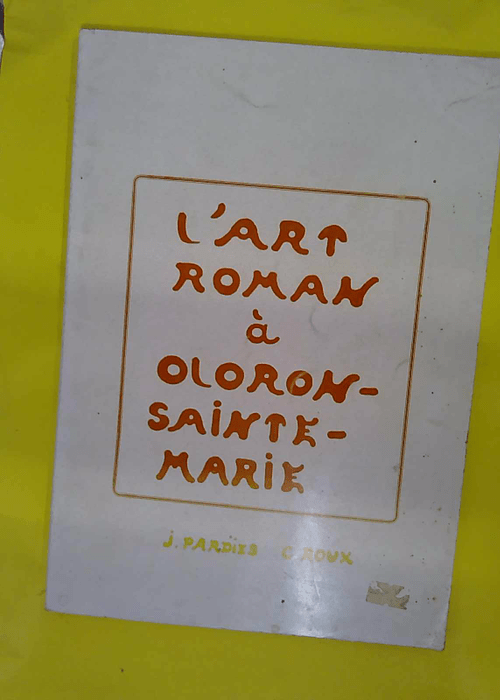 L'ART
ROMAN
à
OLORON-
SAiNTE-
MARiE
J. PARDIES G. ROUX